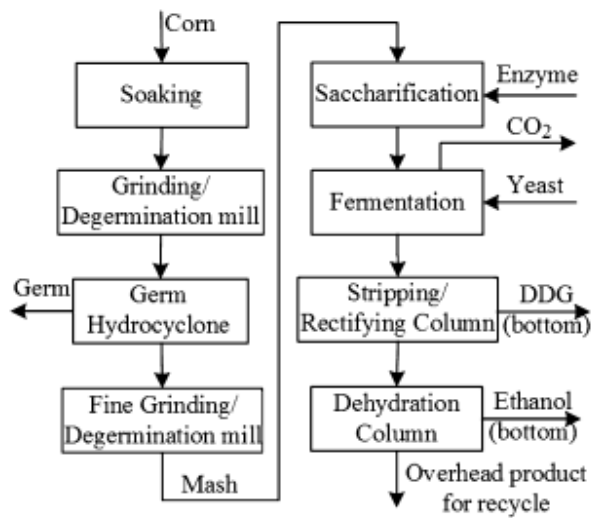 Corn
Soaking
Grinding/
Degermination mill
Germ
Germ
Hydrocyclone
Fine Grinding/
Degermination mill
Mash
Saccharification
Enzyme
CO₂
Fermentation
Yeast
Stripping/
Rectifying Column
DDG
(bottom)
Dehydration
Column
Ethanol
(bottom)
Overhead product
for recycle